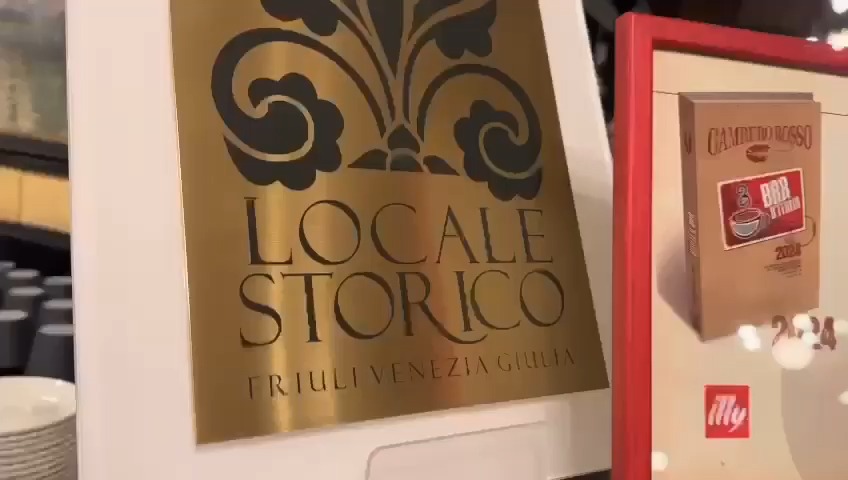 LOCALE
STORICO
FRIULI VENEZIA GIULIA
GAMBERO ROSSO
BAR
D'ITALIA
2024
2024
illy